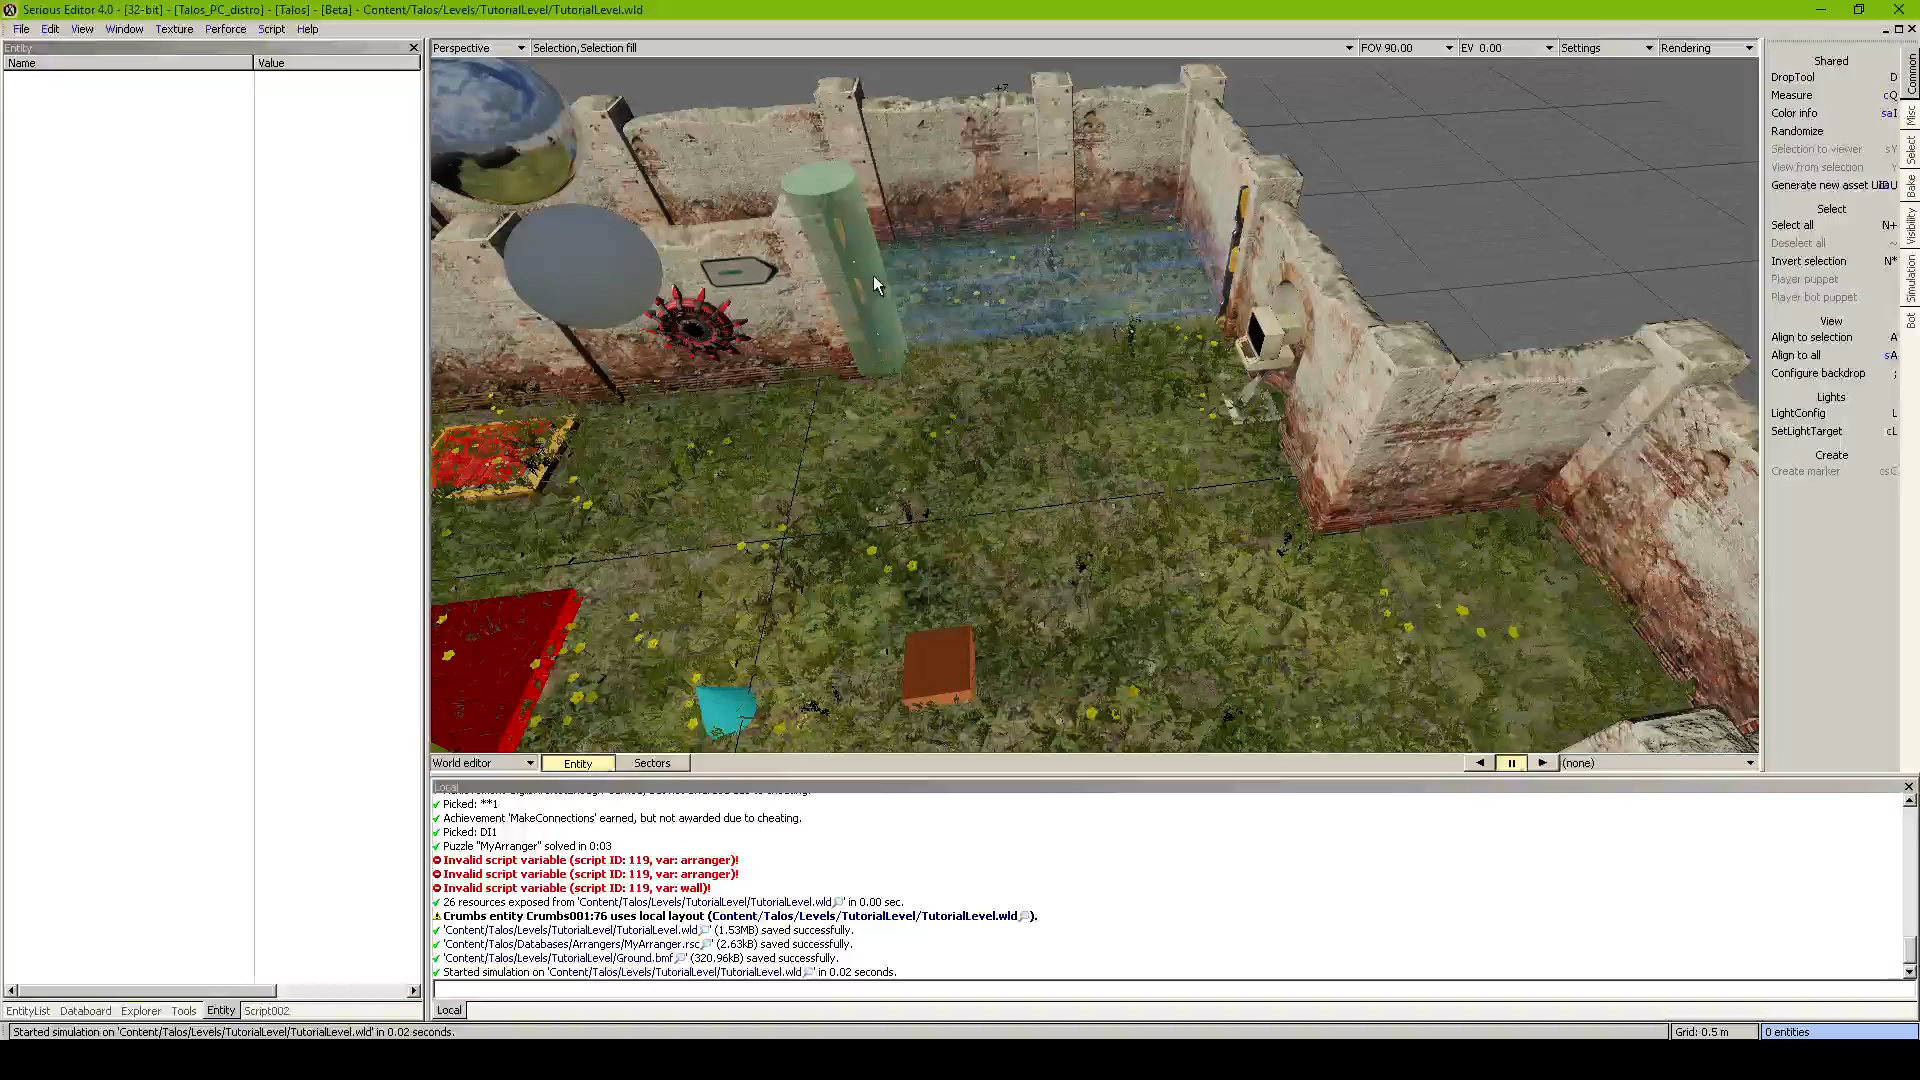 Serious Editor 4.0 - [32-bit] - [Talos_PC_distro] - [Talos] - [Beta] - Content/Talos/Levels/TutorialLevel/TutorialLevel.wld
File Edit View Window Texture Perforce Script Help
Entity
Name Value
Perspective Selection,Selection fill FOV 90.00 EV 0.00 Settings Rendering
Shared
DropTool D
Measure cQ
Color info saI
Randomize
Selection to viewer sY
View from selection Y
Generate new asset
Select
Select all N+
Deselect all ~
Invert selection N*
Player puppet
Player bot puppet
View
Align to selection A
Align to all sA
Configure backdrop ;
Lights
LightConfig L
SetLightTarget cL
Create
Create marker csC
Common
Misc
Select
Bake
Visibility
Simulation
Bot
World editor Entity Sectors (none)
Local
Picked: **1
Achievement 'MakeConnections' earned, but not awarded due to cheating.
Picked: DI1
Puzzle "MyArranger" solved in 0:03
Invalid script variable (script ID: 119, var: arranger)!
Invalid script variable (script ID: 119, var: arranger)!
Invalid script variable (script ID: 119, var: wall)!
26 resources exposed from 'Content/Talos/Levels/TutorialLevel/TutorialLevel.wld' in 0.00 sec.
Crumbs entity Crumbs001:76 uses local layout (Content/Talos/Levels/TutorialLevel/TutorialLevel.wld).
'Content/Talos/Levels/TutorialLevel/TutorialLevel.wld' (1.53MB) saved successfully.
'Content/Talos/Databases/Arrangers/MyArranger.rsc' (2.63kB) saved successfully.
'Content/Talos/Levels/TutorialLevel/Ground.bmf' (320.96kB) saved successfully.
Started simulation on 'Content/Talos/Levels/TutorialLevel/TutorialLevel.wld' in 0.02 seconds.
EntityList Databoard Explorer Tools Entity Script002
Local
Started simulation on 'Content/Talos/Levels/TutorialLevel/TutorialLevel.wld' in 0.02 seconds.
Grid: 0.5 m 0 entities